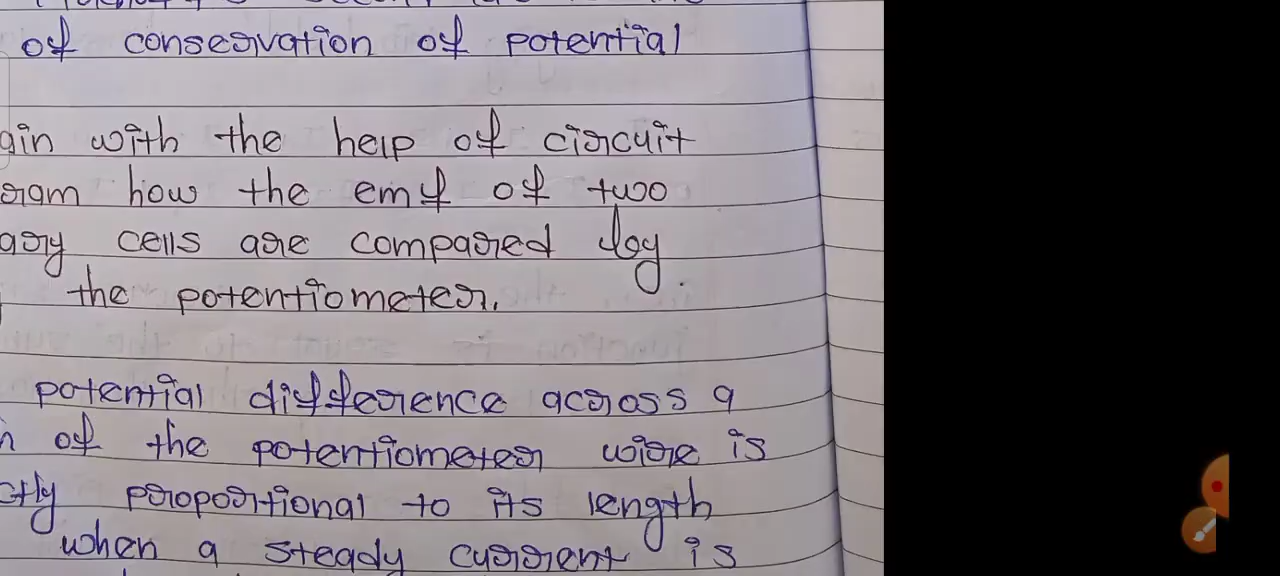 of conservation of potential
gain with the help of circuit
ram how the emf of two
ary cells are compared by
the potentiometer.
potential difference across a
h of the potentiometer wire is
ctly proportional to its length
when a steady current is